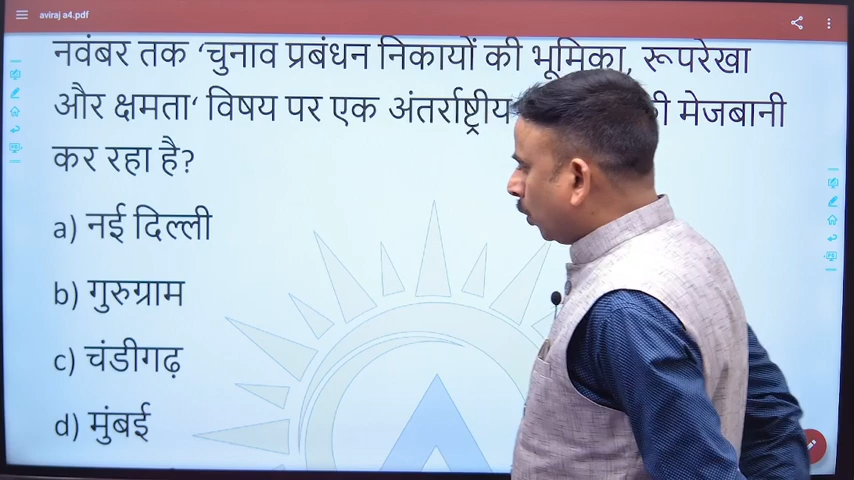 aviraj a4.pdf
नवंबर तक ‘चुनाव प्रबंधन निकायों की भूमिका, रूपरेखा
और क्षमता‘ विषय पर एक अंतर्राष्ट्रीय मेजबानी
कर रहा है?
a) नई दिल्ली
b) गुरुग्राम
c) चंडीगढ़
d) मुंबई